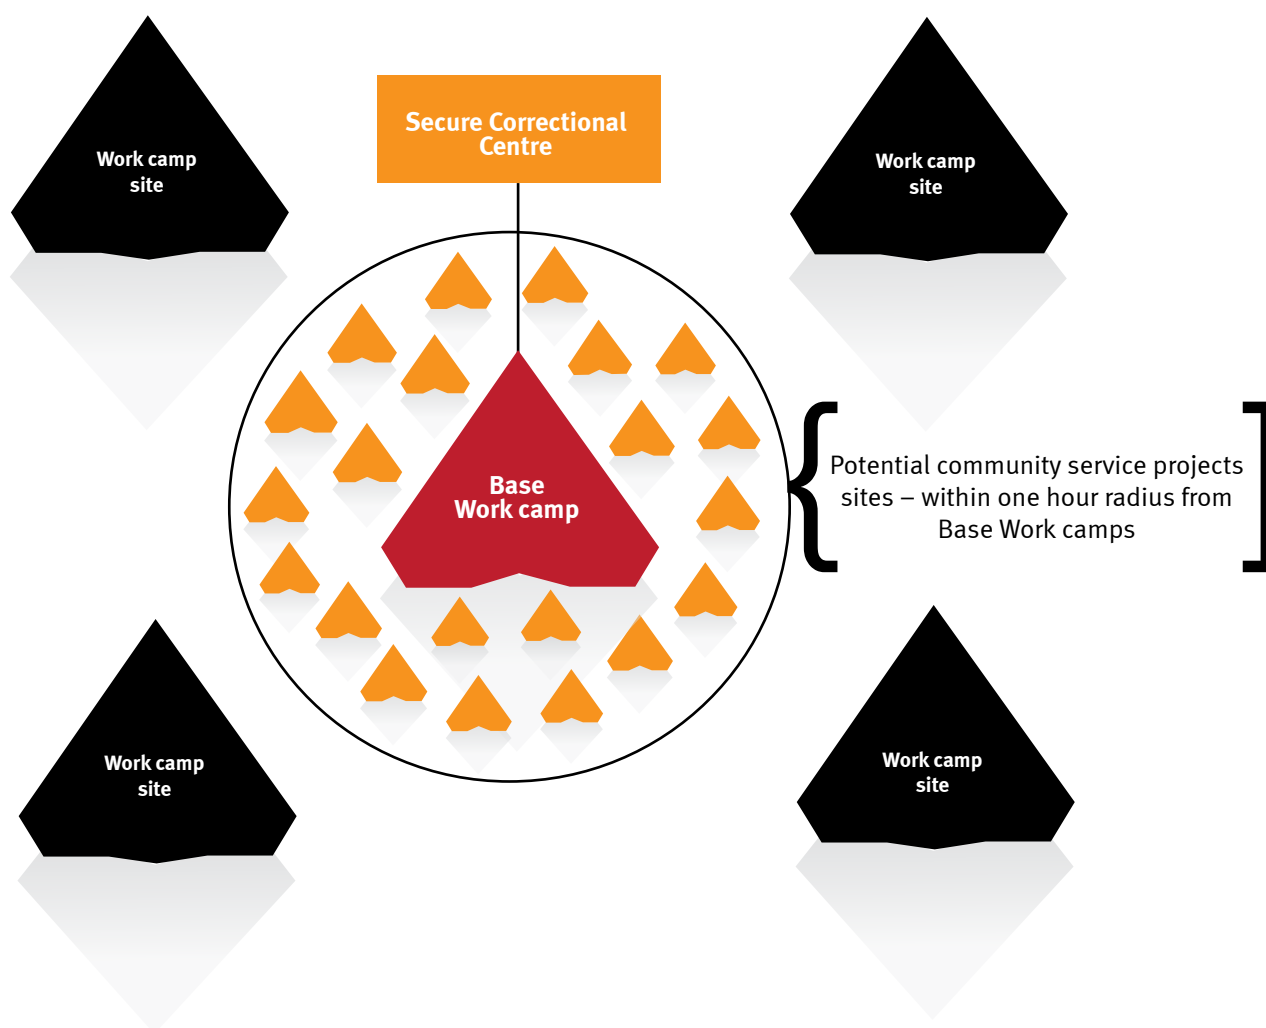 Secure Correctional
Centre
Work camp
site
Work camp
site
Base
Work camp
Potential community service projects
sites – within one hour radius from
Base Work camps
Work camp
site
Work camp
site